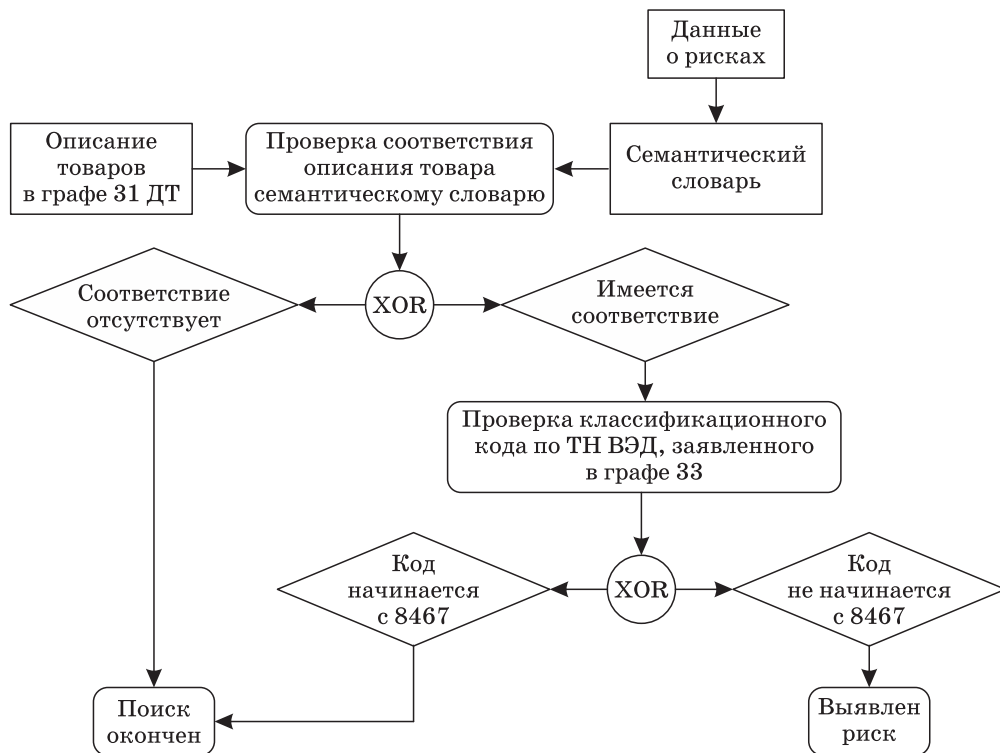 Данные
о рисках
Описание
товаров
в графе 31 ДТ
Проверка соответствия
описания товара
семантическому словарю
Семантический
словарь
Соответствие
отсутствует
XOR
Имеется
соответствие
Проверка классификационного
кода по ТН ВЭД, заявленного
в графе 33
Код
начинается
с 8467
XOR
Код
не начинается
с 8467
Поиск
окончен
Выявлен
риск